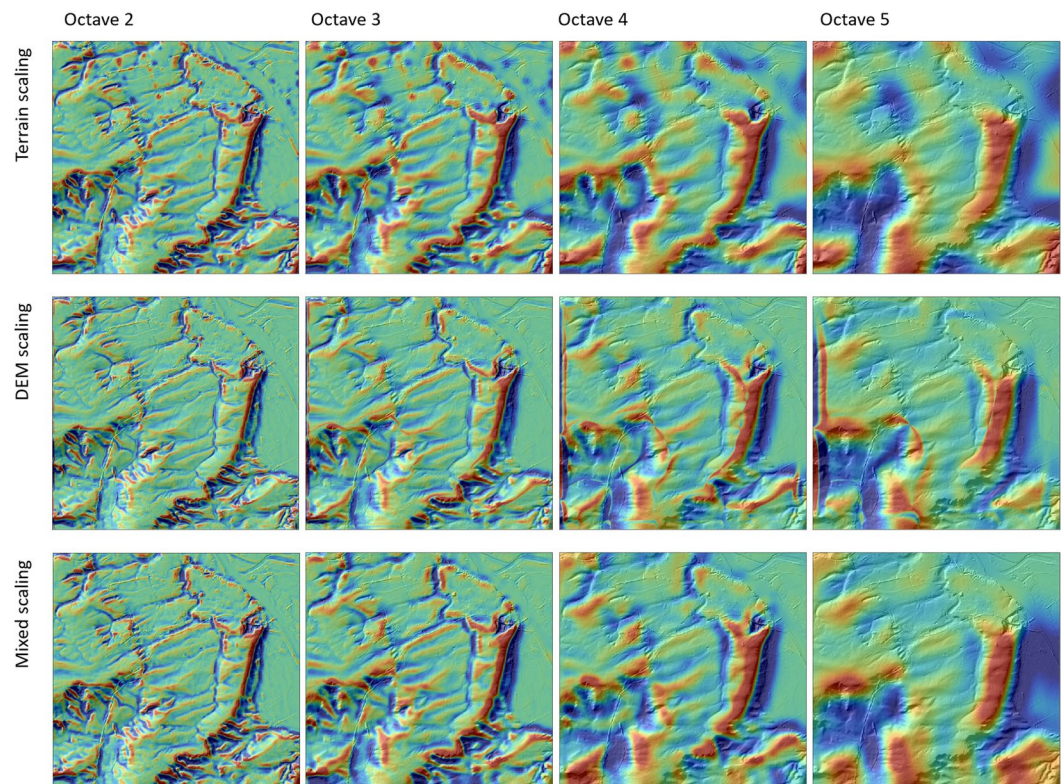 Octave 2
Octave 3
Octave 4
Octave 5
Terrain scaling
DEM scaling
Mixed scaling